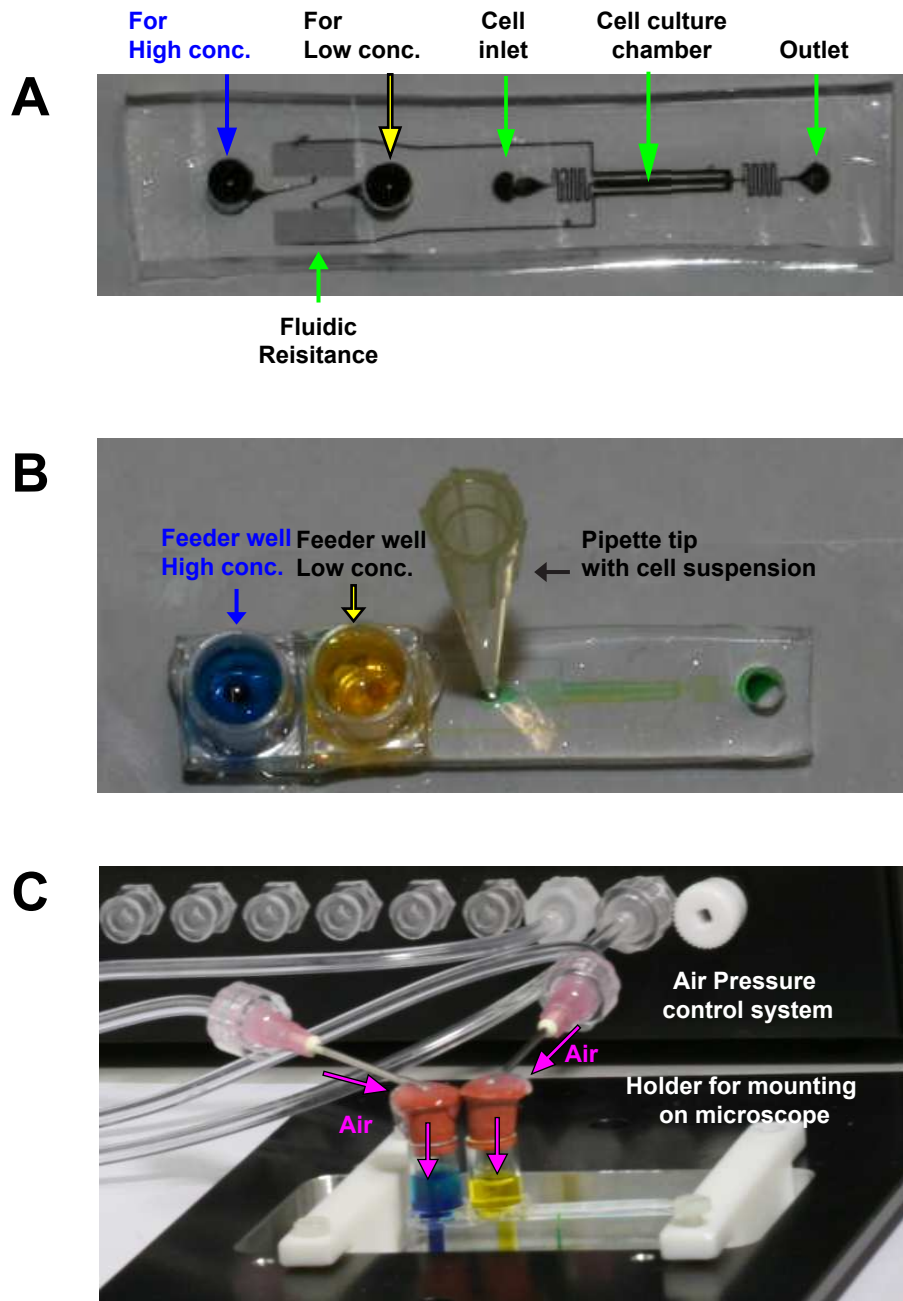 For
High conc.
For
Low conc.
Cell
inlet
Cell culture
chamber
Outlet
A
Fluidic
Reisitance
B
Feeder well
High conc.
Feeder well
Low conc.
Pipette tip
with cell suspension
C
Air Pressure
control system
Air
Holder for mounting
on microscope
Air